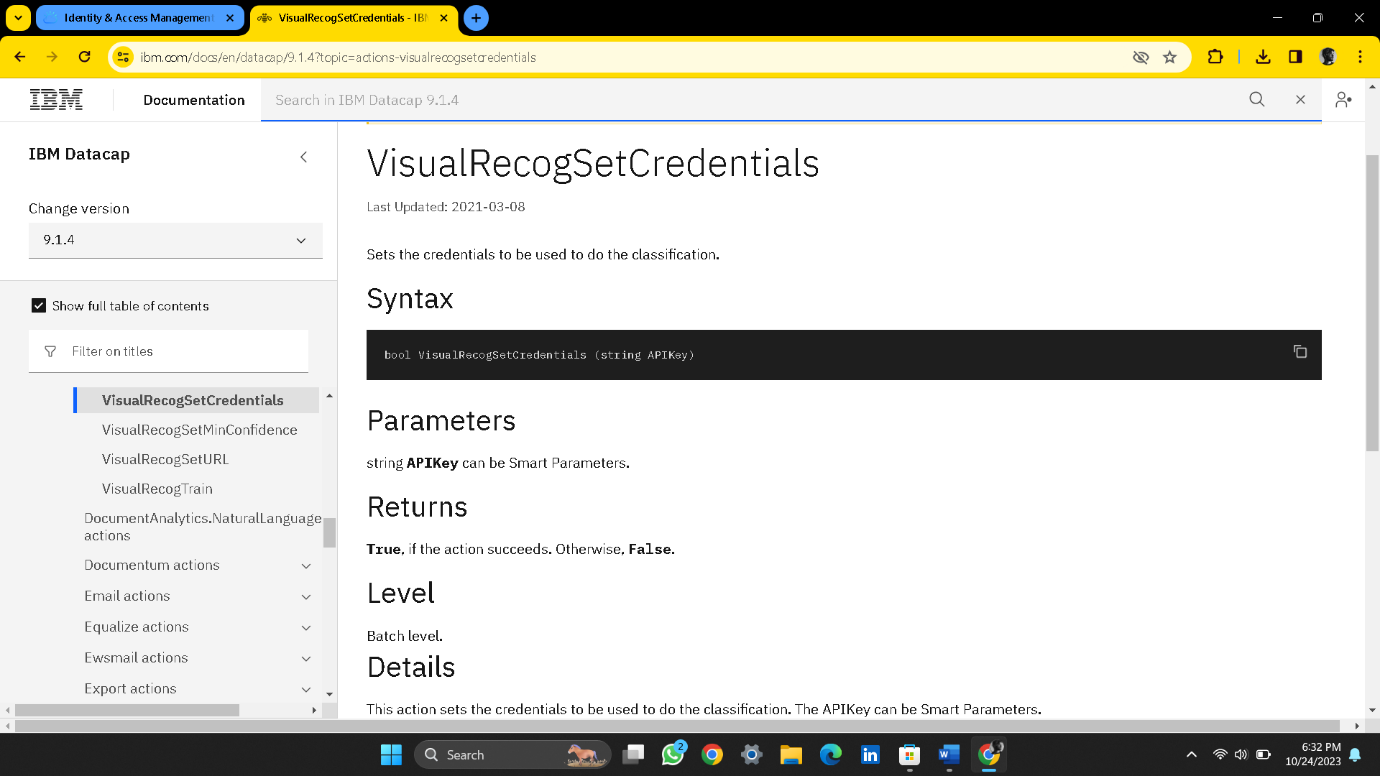 Identity & Access Management
VisualRecogSetCredentials - IBM
ibm.com/docs/en/datacap/9.1.4?topic=actions-visualrecogsetcredentials
IBM
Documentation
Search in IBM Datacap 9.1.4
IBM Datacap
Change version
9.1.4
Show full table of contents
Filter on titles
VisualRecogSetCredentials
VisualRecogSetMinConfidence
VisualRecogSetURL
VisualRecogTrain
DocumentAnalytics.NaturalLanguage
actions
Documentum actions
Email actions
Equalize actions
Ewsmail actions
Export actions
VisualRecogSetCredentials
Last Updated: 2021-03-08
Sets the credentials to be used to do the classification.
Syntax
bool VisualRecogSetCredentials (string APIKey)
Parameters
string APIKey can be Smart Parameters.
Returns
True, if the action succeeds. Otherwise, False.
Level
Batch level.
Details
This action sets the credentials to be used to do the classification. The APIKey can be Smart Parameters.
Search
2
6:32 PM
10/24/2023